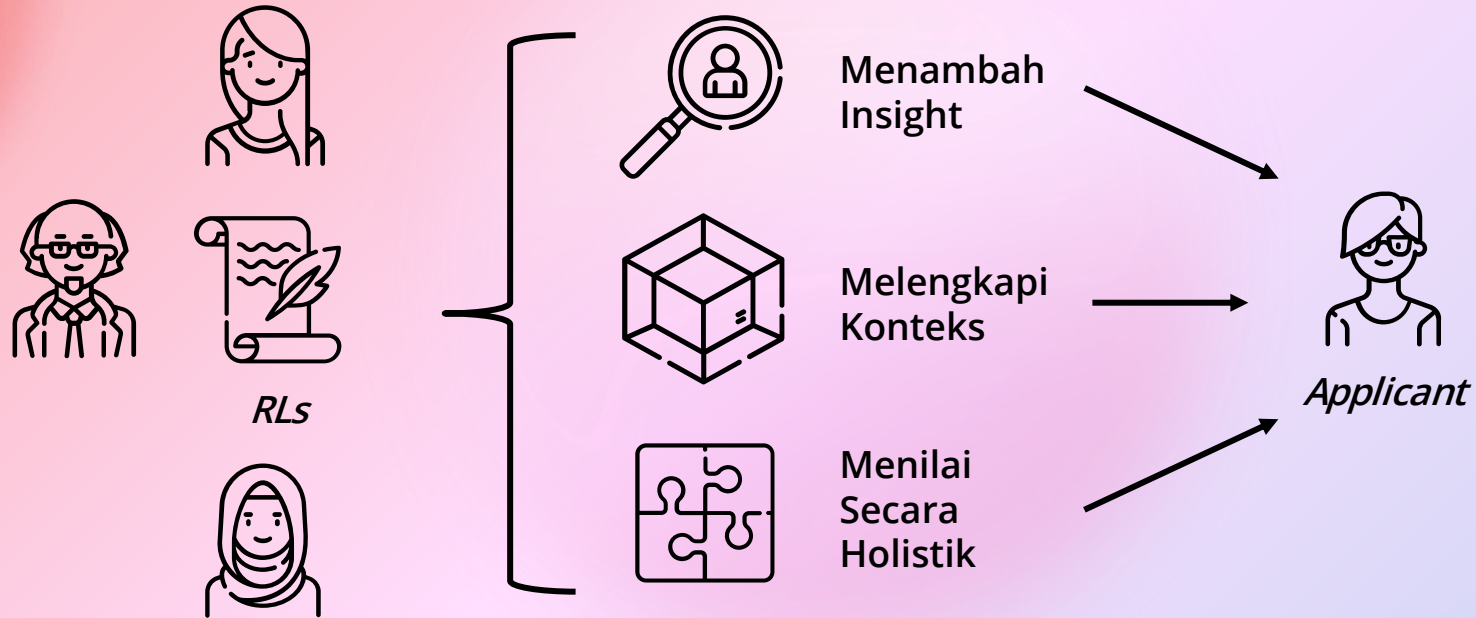 RLs
Menambah
Insight
Melengkapi
Konteks
Menilai
Secara
Holistik
Applicant